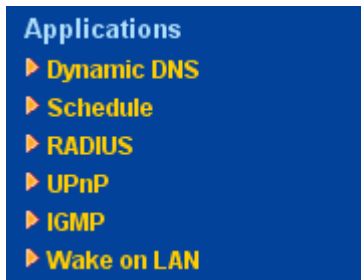 Applications
Dynamic DNS
Schedule
RADIUS
UPnP
IGMP
Wake on LAN